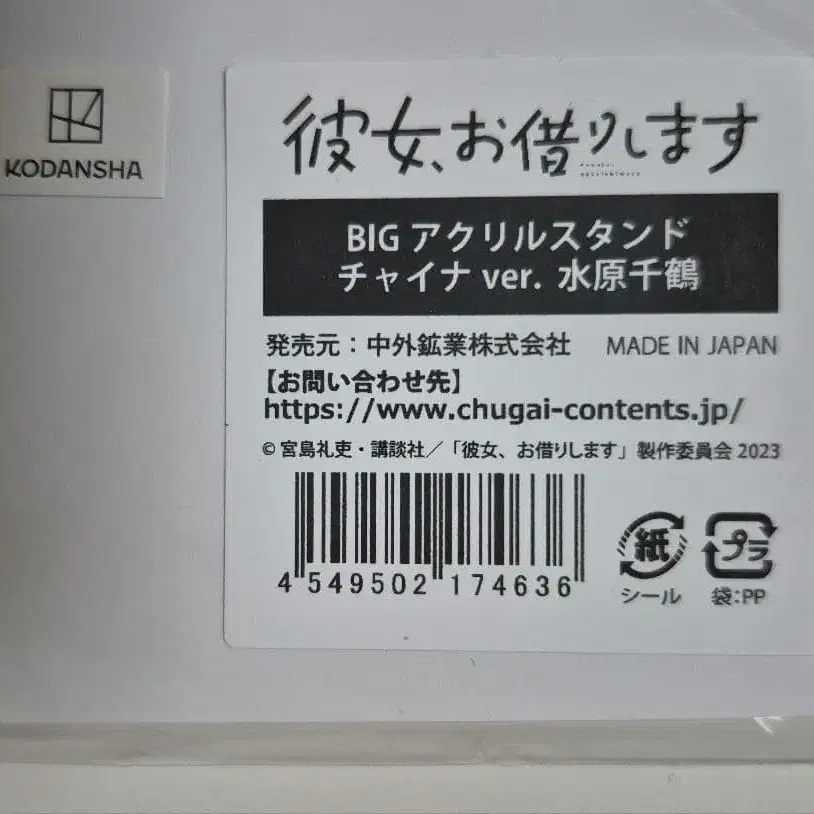 KODANSHA
彼女、お借りします
BIG アクリルスタンド
チャイナ ver. 水原千鶴
発売元：中外鉱業株式会社 MADE IN JAPAN
【お問い合わせ先】
https://www.chugai-contents.jp/
© 宮島礼吏・講談社／「彼女、お借りします」製作委員会 2023
4 549502 174636
紙
シール
プラ
袋:PP